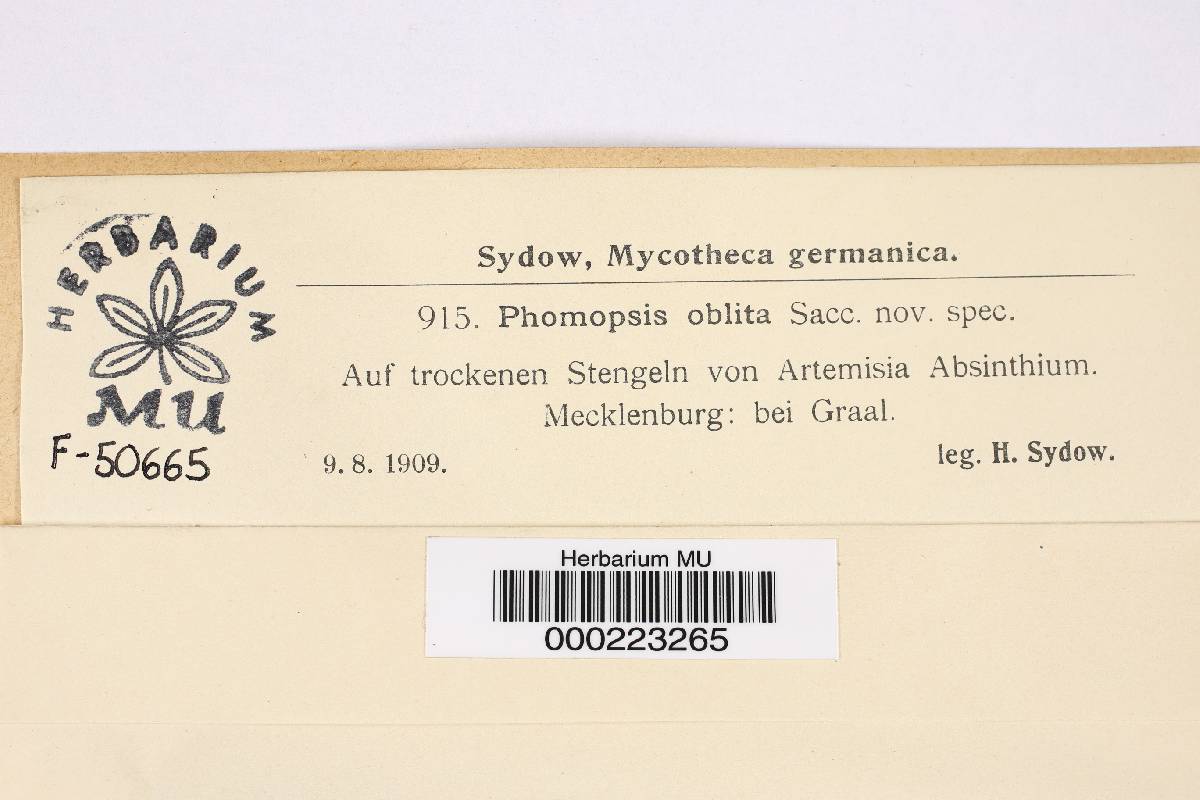 HERBARIUM
MU
F-50665
Sydow, Mycotheca germanica.
915. Phomopsis oblita Sacc. nov. spec.
Auf trockenen Stengeln von Artemisia Absinthium.
Mecklenburg: bei Graal.
9. 8. 1909.
leg. H. Sydow.
Herbarium MU
000223265